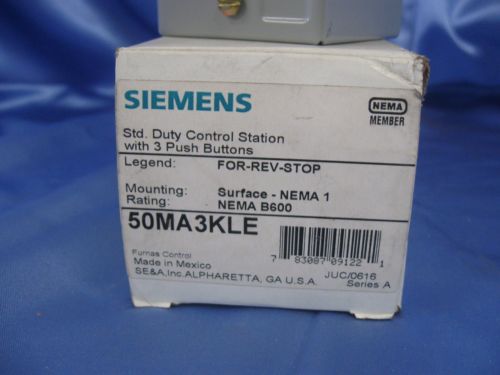 SIEMENS
NEMA
MEMBER
Std. Duty Control Station
with 3 Push Buttons
Legend: FOR-REV-STOP
Mounting: Surface - NEMA 1
Rating: NEMA B600
50MA3KLE
7 83087 09122 1
Furnas Control
Made in Mexico
SE&A,Inc.ALPHARETTA, GA U.S.A.
JUC/0616
Series A